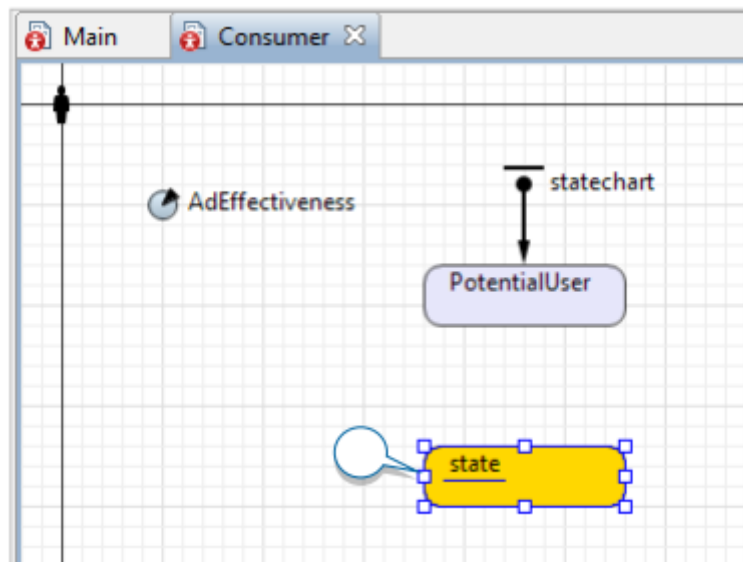 Main
Consumer
statechart
AdEffectiveness
PotentialUser
state